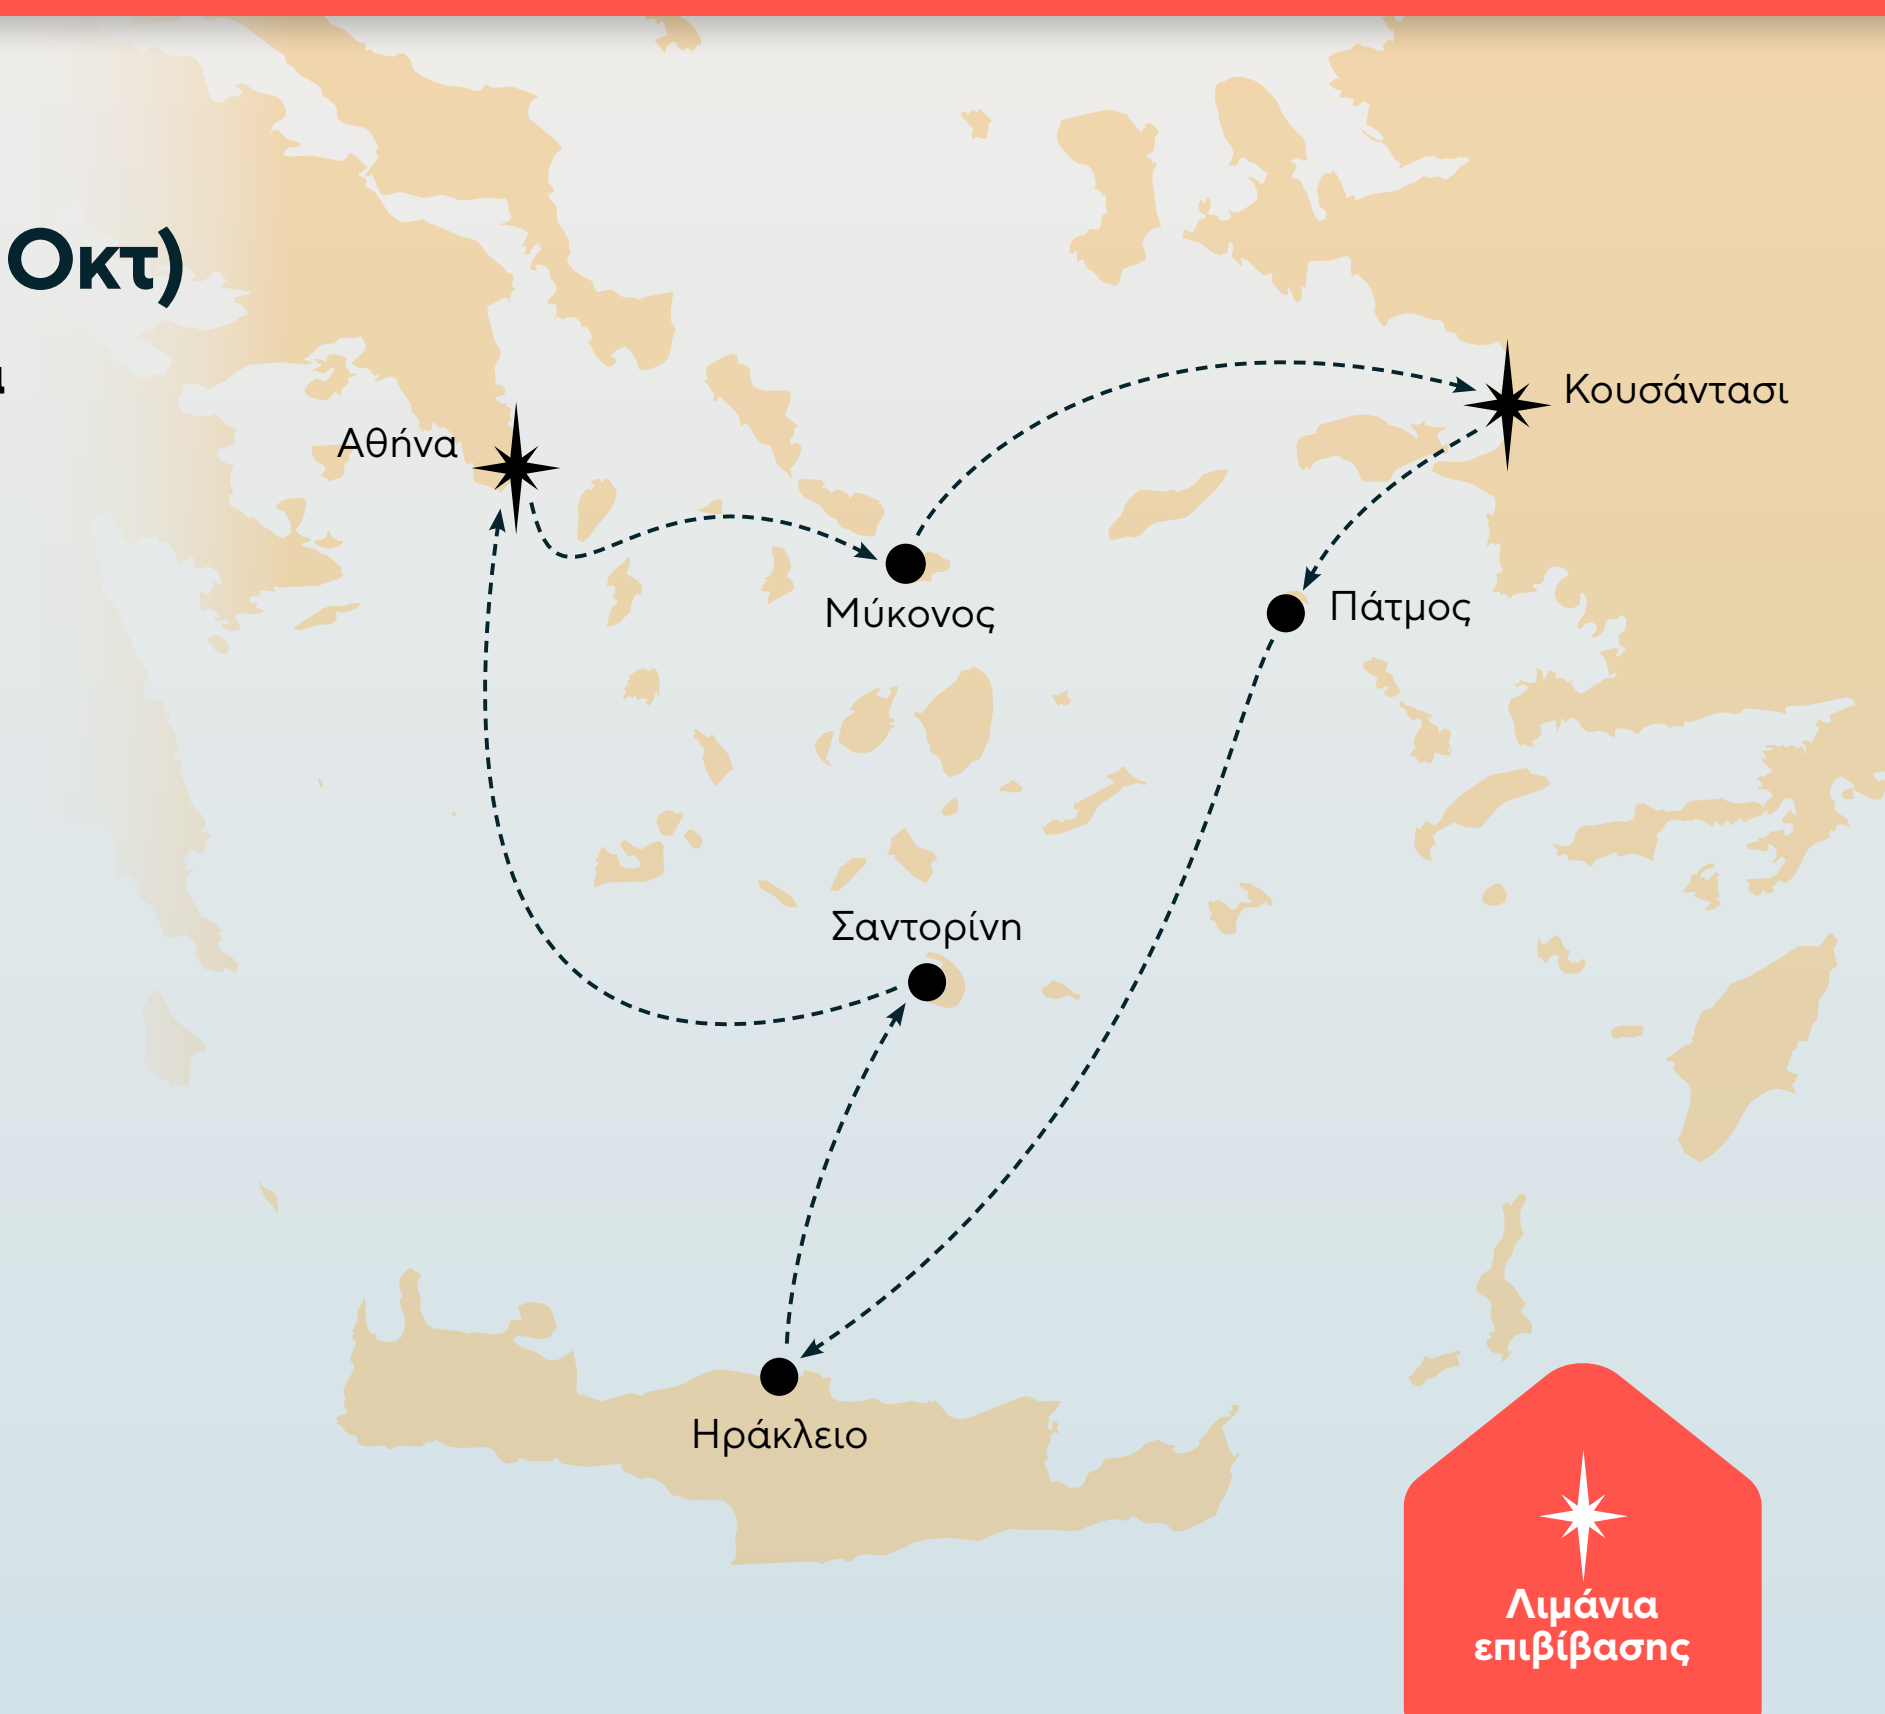 Οκτ)
Κουσάντασι
Αθήνα
Μύκονος
Πάτμος
Σαντορίνη
Ηράκλειο
Λιμάνια
επιβίβασης